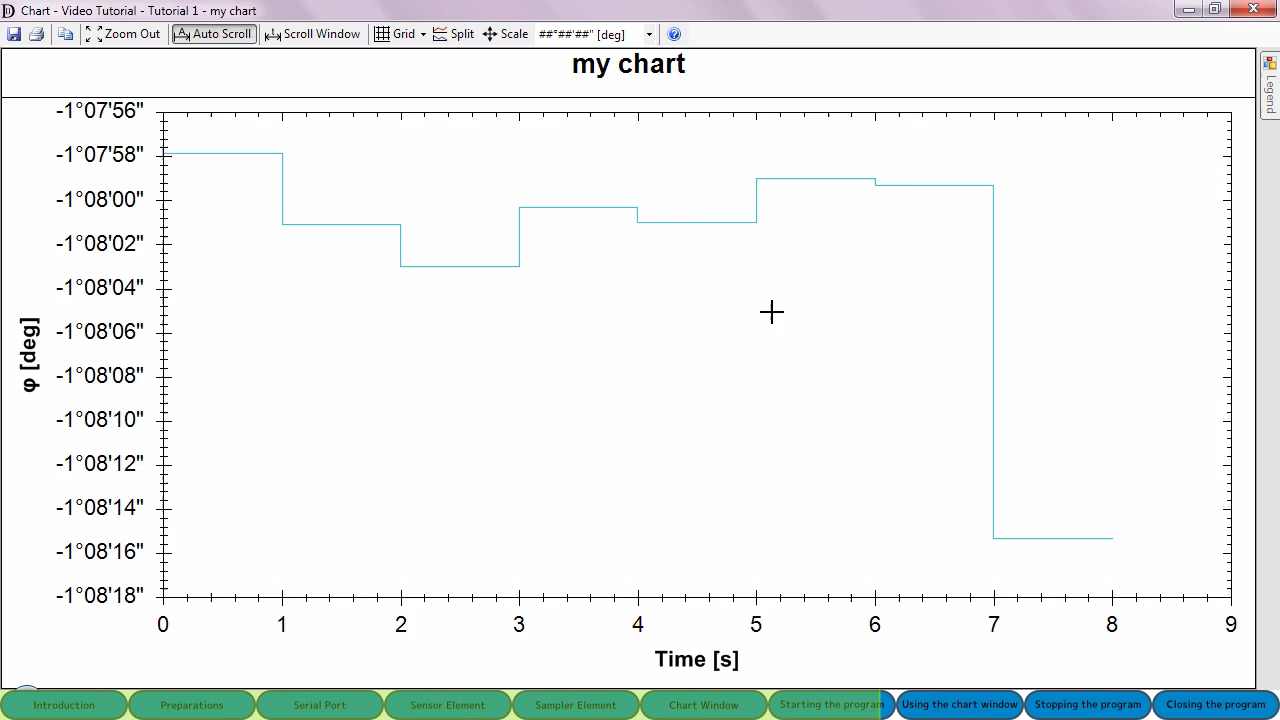 Chart - Video Tutorial - Tutorial 1 - my chart
Zoom Out Auto Scroll Scroll Window Grid Split Scale ##°##'##" [deg]
my chart
Legend
-1°07'56"
-1°07'58"
-1°08'00"
-1°08'02"
-1°08'04"
-1°08'06"
-1°08'08"
-1°08'10"
-1°08'12"
-1°08'14"
-1°08'16"
-1°08'18"
φ [deg]
0 1 2 3 4 5 6 7 8 9
Time [s]
Introduction Preparations Serial Port Sensor Element Sampler Element Chart Window Starting the program Using the chart window Stopping the program Closing the program